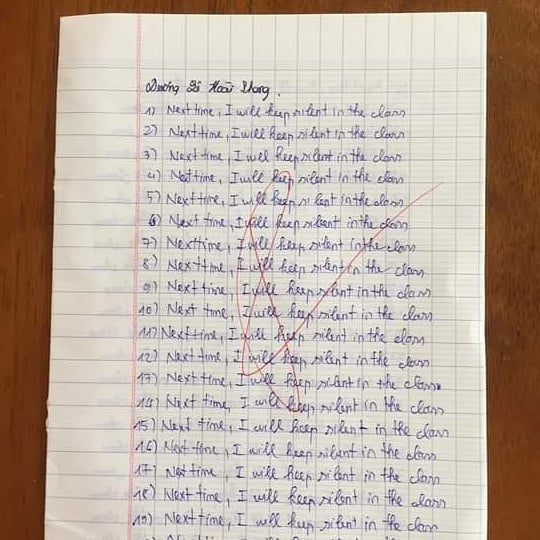 Dương Hoài
1) Next time, I will keep silent in the class
2) Next time, I will keep silent in the class
3) Next time, I will keep silent in the class
4) Next time, I will keep silent in the class
5) Next time, I will keep silent in the class
6) Next time, I will keep silent in the class
7) Next time, I will keep silent in the class
8) Next time, I will keep silent in the class
9) Next time, I will keep silent in the class
10) Next time, I will keep silent in the class
11) Next time, I will keep silent in the class
12) Next time, I will keep silent in the class
13) Next time, I will keep silent in the class
14) Next time, I will keep silent in the class
15) Next time, I will keep silent in the class
16) Next time, I will keep silent in the class
17) Next time, I will keep silent in the class
18) Next time, I will keep silent in the class
19) Next time, I will keep silent in the class